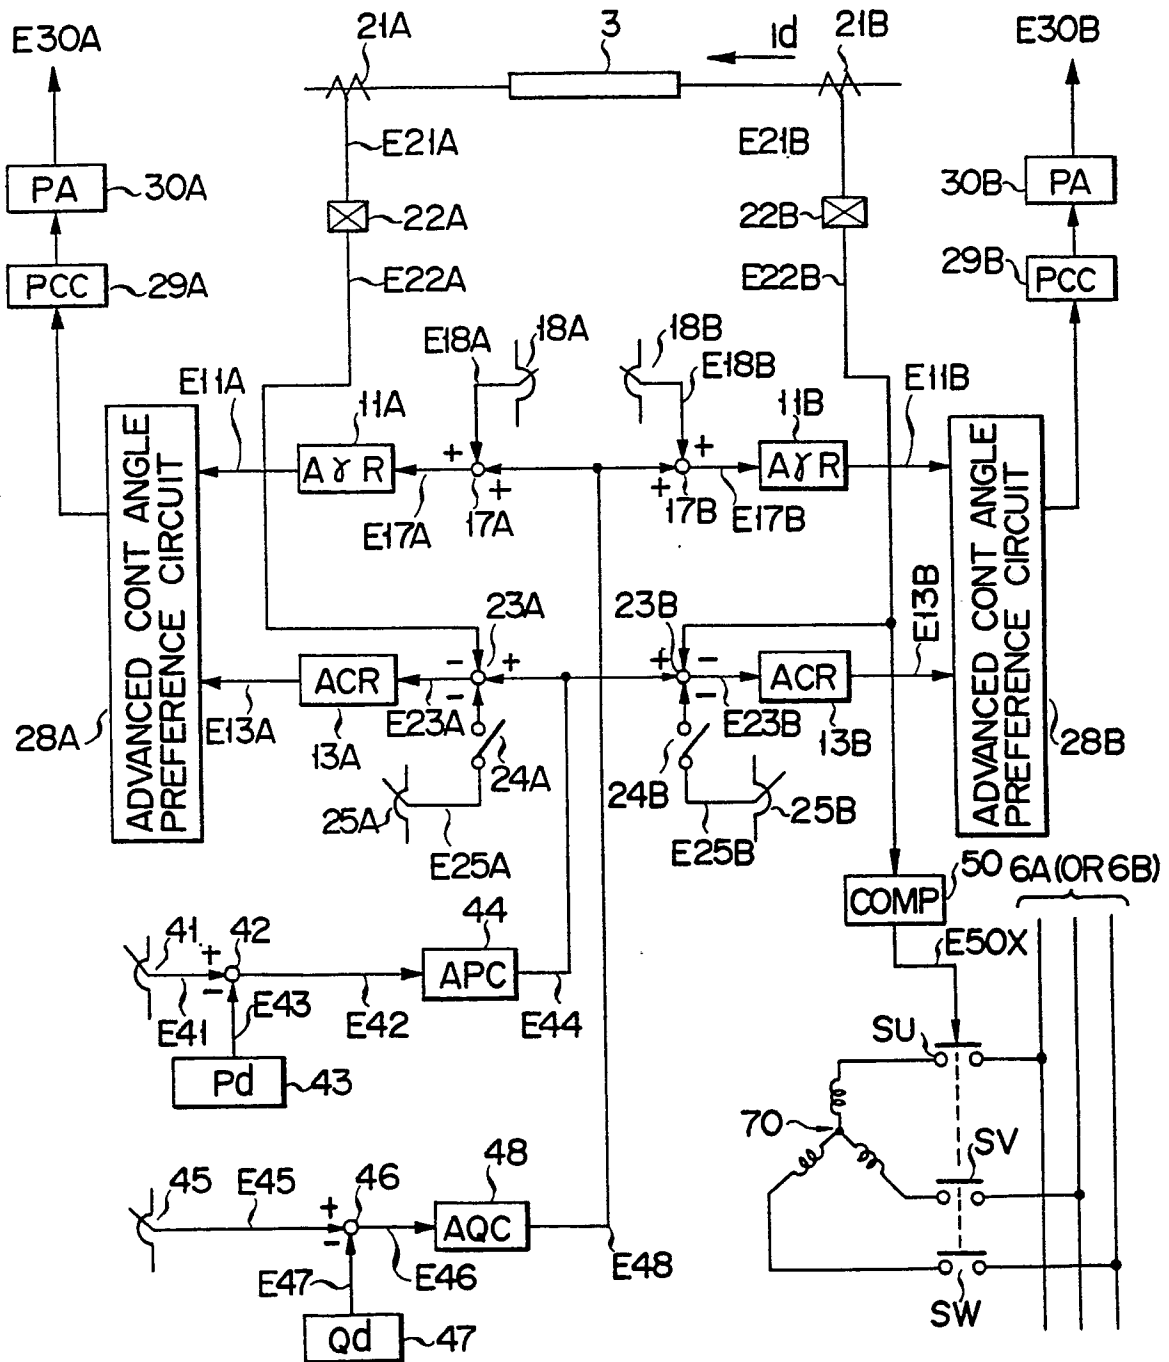 E30A
21A
3
Id
21B
E30B
E21A
E21B
PA
30A
30B
PA
22A
22B
PCC
29A
E22A
E22B
29B
PCC
E18A
18A
18B
E18B
E11A
11A
11B
E11B
AγR
+
+
AγR
+
+
E17A
17A
17B
E17B
ADVANCED CONT ANGLE
PREFERENCE CIRCUIT
ADVANCED CONT ANGLE
PREFERENCE CIRCUIT
23A
23B
E13B
ACR
-
+
+
-
ACR
-
-
28A
E13A
13A
E23A
E23B
13B
28B
24A
24B
25A
25B
E25A
E25B
50
6A(OR6B)
COMP
41
+
42
44
E50X
APC
-
E41
E43
E42
E44
SU
Pd
43
70
SV
45
E45
46
48
+
AQC
-
E47
E46
E48
SW
Qd
47